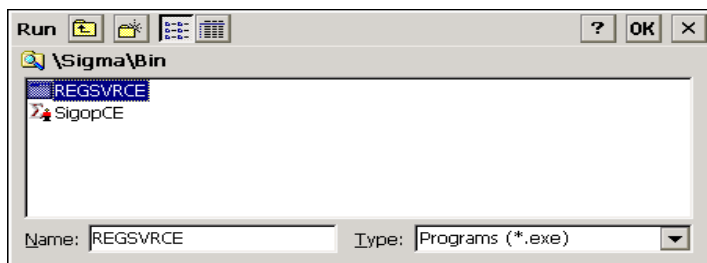 Run ? OK ×
\Sigma\Bin
REGSVRCE
SigopCE
Name: REGSVRCE Type: Programs (*.exe)